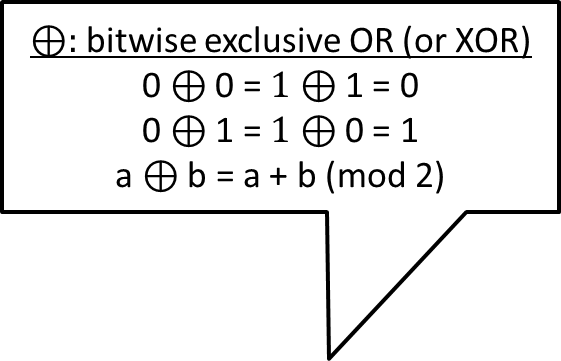 ⊕: bitwise exclusive OR (or XOR)
0 ⊕ 0 = 1 ⊕ 1 = 0
0 ⊕ 1 = 1 ⊕ 0 = 1
a ⊕ b = a + b (mod 2)